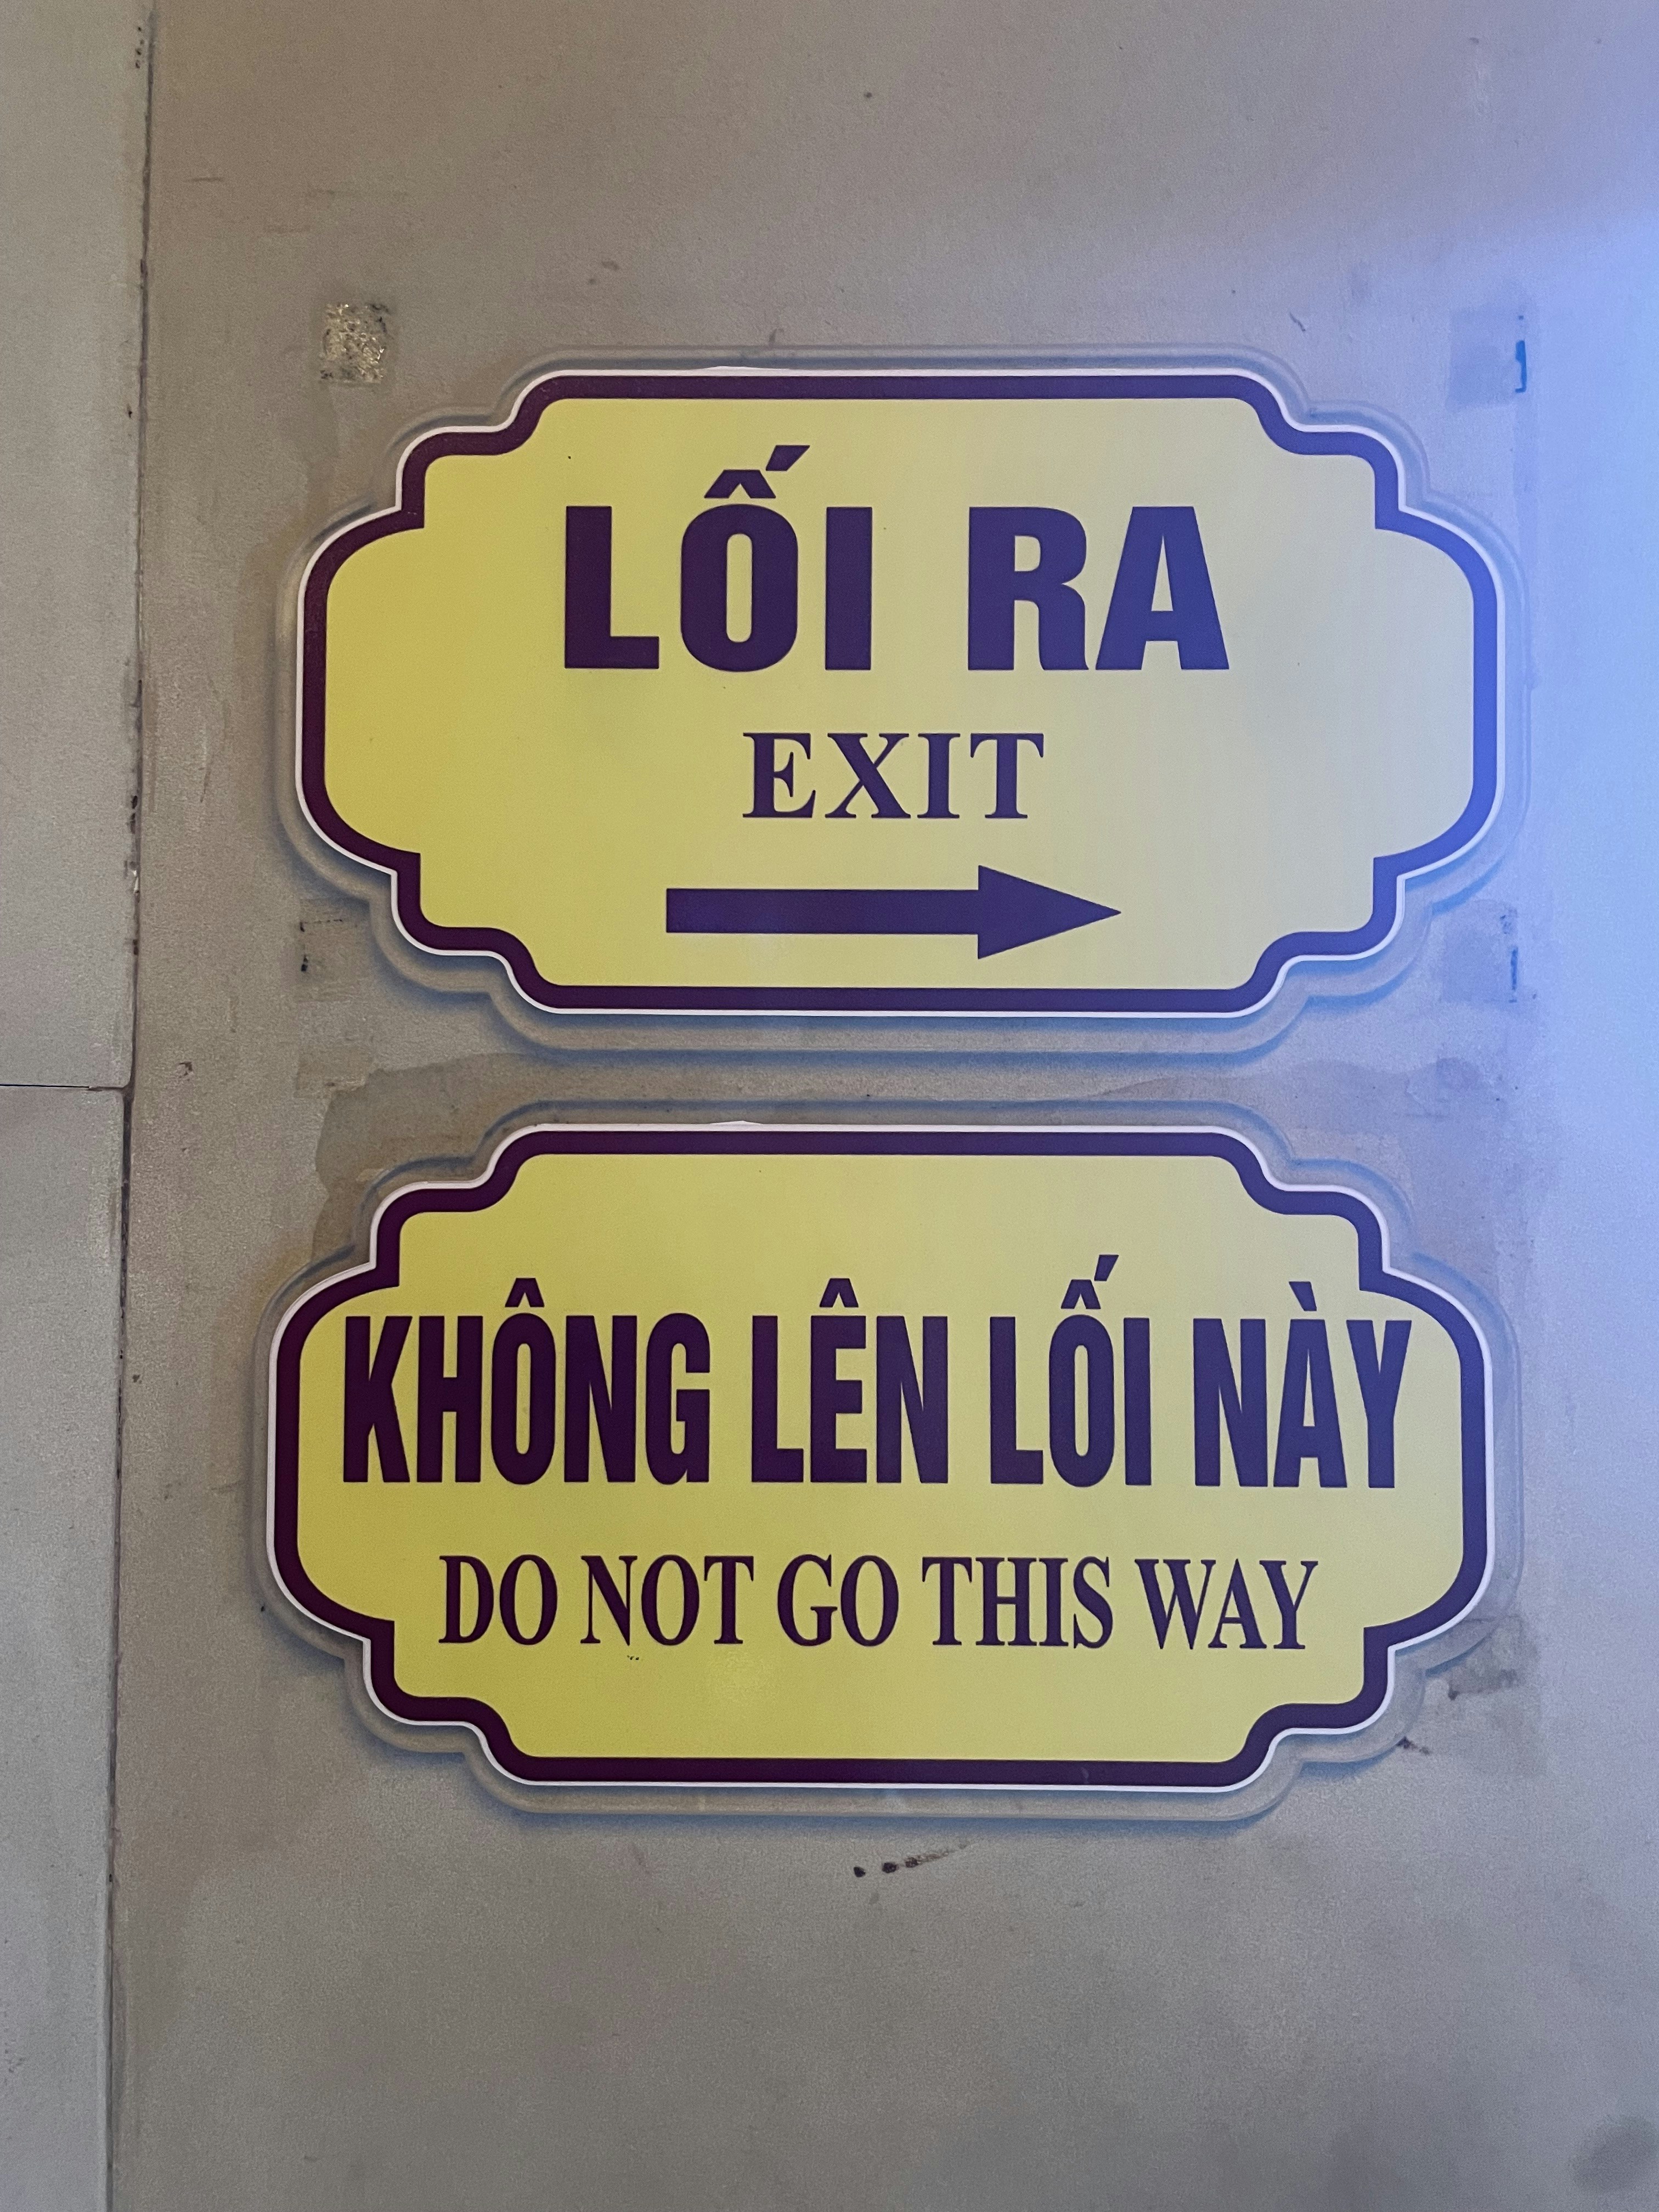 LỐI RA
EXIT
KHÔNG LÊN LỐI NÀY
DO NOT GO THIS WAY